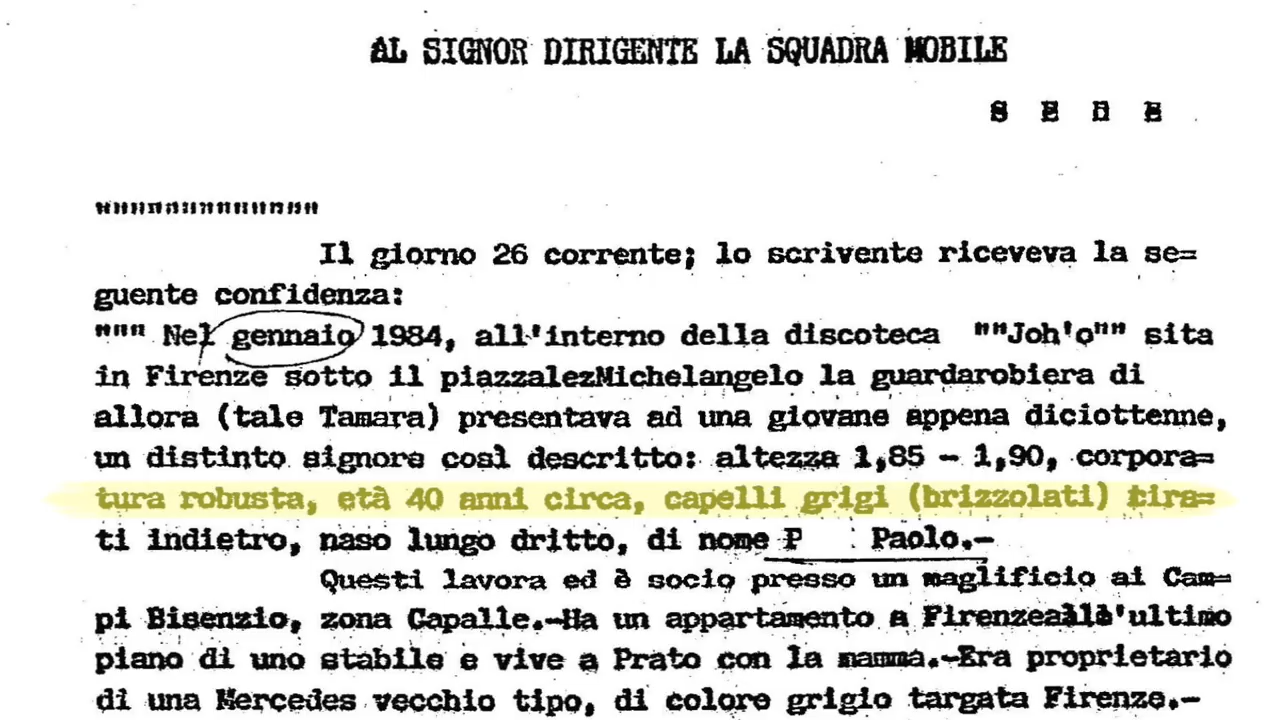 AL SIGNOR DIRIGENTE LA SQUADRA MOBILE
S E D E
"""""""""""""""
Il giorno 26 corrente; lo scrivente riceveva la se=
guente confidenza:
""" Nel gennaio 1984, all'interno della discoteca ""Joh'o"" sita
in Firenze sotto il piazzalezMichelangelo la guardarobiera di
allora (tale Tamara) presentava ad una giovane appena diciottenne,
un distinto signore così descritto: altezza 1,85 - 1,90, corpora=
tura robusta, età 40 anni circa, capelli grigi (brizzolati) tira=
ti indietro, naso lungo dritto, di nome P : Paolo.-
Questi lavora ed è socio presso un maglificio ai Cam=
pi Bisenzio, zona Capalle.-Ha un appartamento a Firenzeallà'ultimo
piano di uno stabile e vive a Prato con la mamma.-Era proprietario
di una Mercedes vecchio tipo, di colore grigio targata Firenze.-